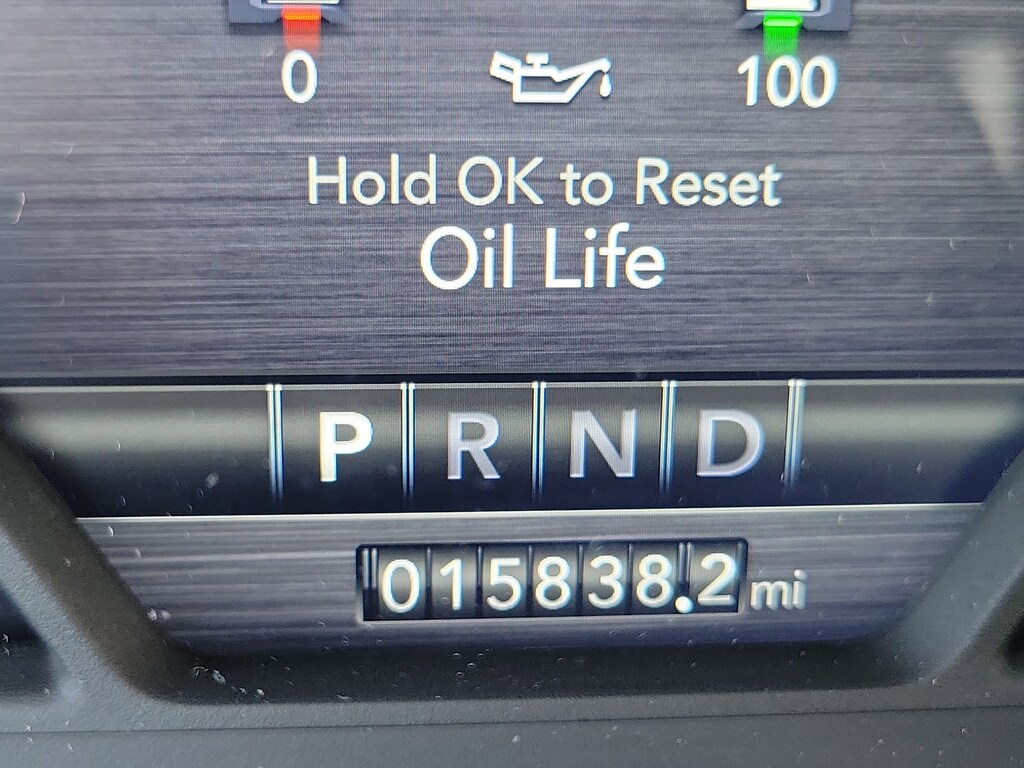 0 100
Hold OK to Reset
Oil Life
P R N D
015838.2 mi